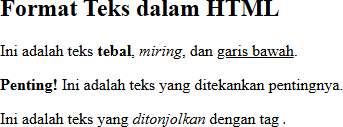 Format Teks dalam HTML
Ini adalah teks tebal, miring, dan garis bawah.
Penting! Ini adalah teks yang ditekankan pentingnya.
Ini adalah teks yang ditonjolkan dengan tag .